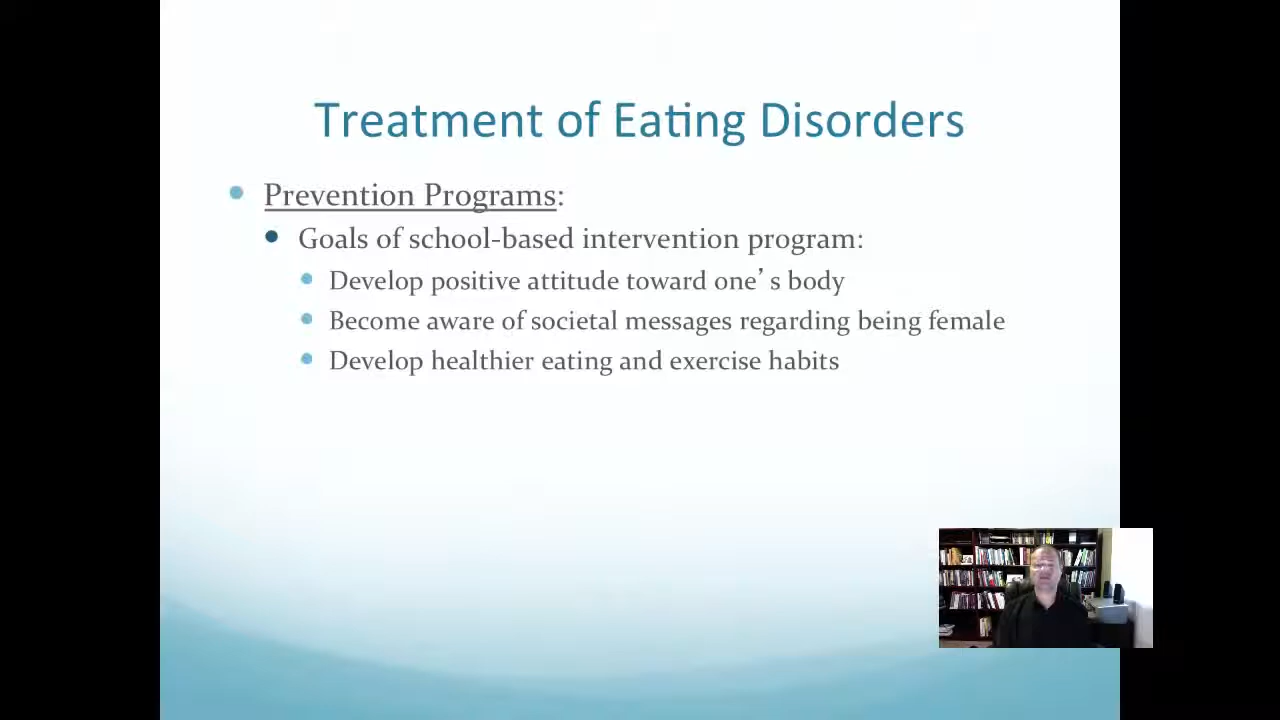 Treatment of Eating Disorders
Prevention Programs:
Goals of school-based intervention program:
Develop positive attitude toward one’s body
Become aware of societal messages regarding being female
Develop healthier eating and exercise habits